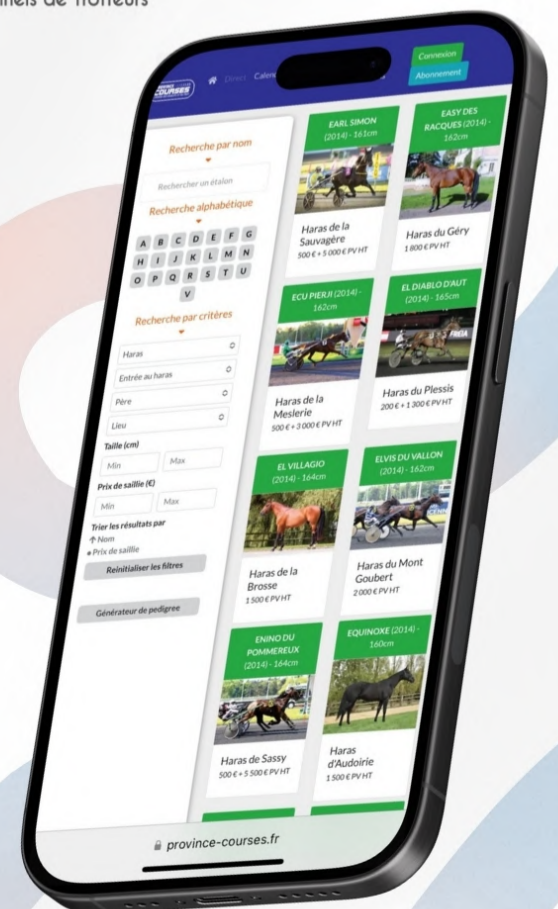 COURSES
Direct
Connexion
Abonnement
Recherche par nom
Rechercher un étalon
Recherche alphabétique
A B C D E F G
H I J K L M N
O P Q R S T U
V
Recherche par critères
Haras
Entrée au haras
Père
Lieu
Taille (cm)
Min Max
Prix de saillie (€)
Min Max
Trier les résultats par
↑ Nom
Prix de saillie
Reinitialiser les filtres
Générateur de pedigree
EARL SIMON
(2014) - 161cm
Haras de la
Sauvagère
500 € + 5 000 € PV HT
EASY DES
RACQUES (2014) -
162cm
Haras du Géry
1 800 € PV HT
ECU PIERJI (2014) -
162cm
Haras de la
Meslerie
500 € + 3 000 € PV HT
EL DIABLO D'AUT
(2014) - 165cm
Haras du Plessis
200 € + 1 300 € PV HT
EL VILLAGIO
(2014) - 164cm
Haras de la
Brosse
1 500 € PV HT
ELVIS DU VALLON
(2014) - 162cm
Haras du Mont
Goubert
2 000 € PV HT
ENINO DU
POMMEREUX
(2014) - 164cm
Haras de Sassy
500 € + 5 500 € PV HT
EQUINOXE (2014) -
160cm
Haras
d'Audoirie
1 500 € PV HT
province-courses.fr